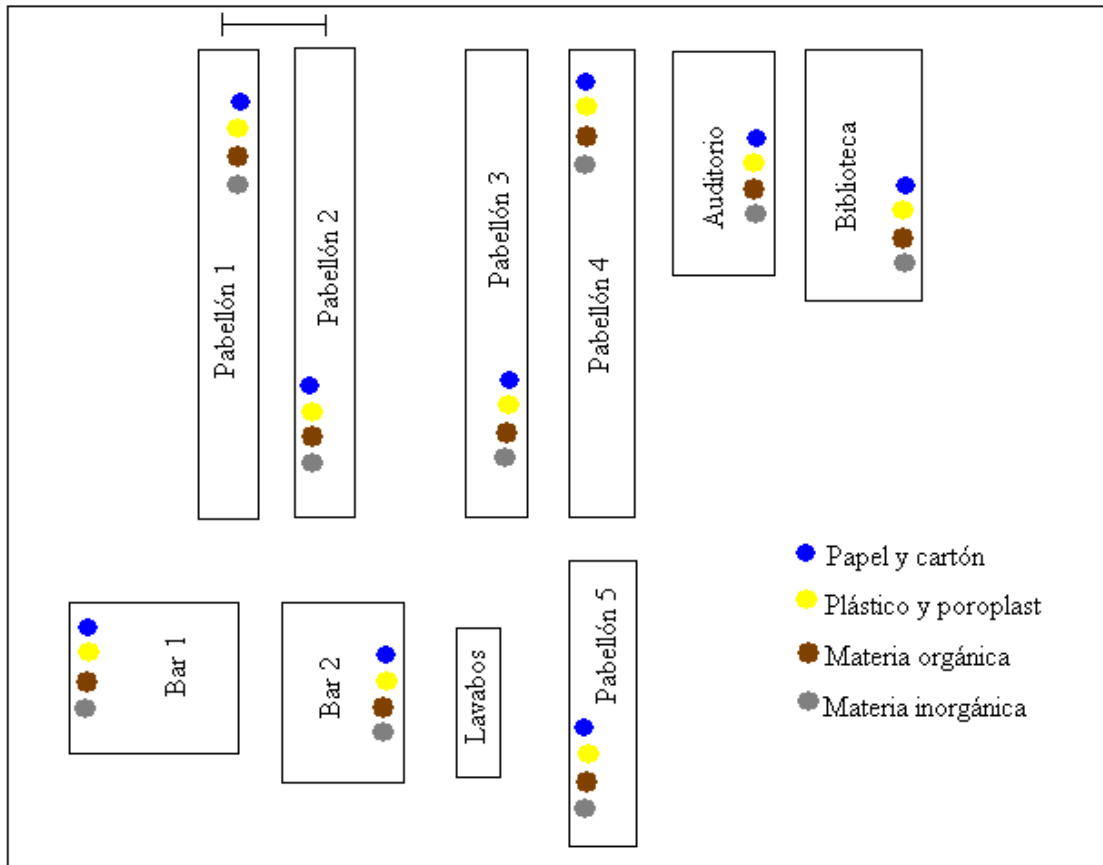 Pabellón 1
Pabellón 2
Pabellón 3
Pabellón 4
Auditorio
Biblioteca
Bar 1
Bar 2
Lavabos
Pabellón 5
Papel y cartón
Plástico y poroplast
Materia orgánica
Materia inorgánica